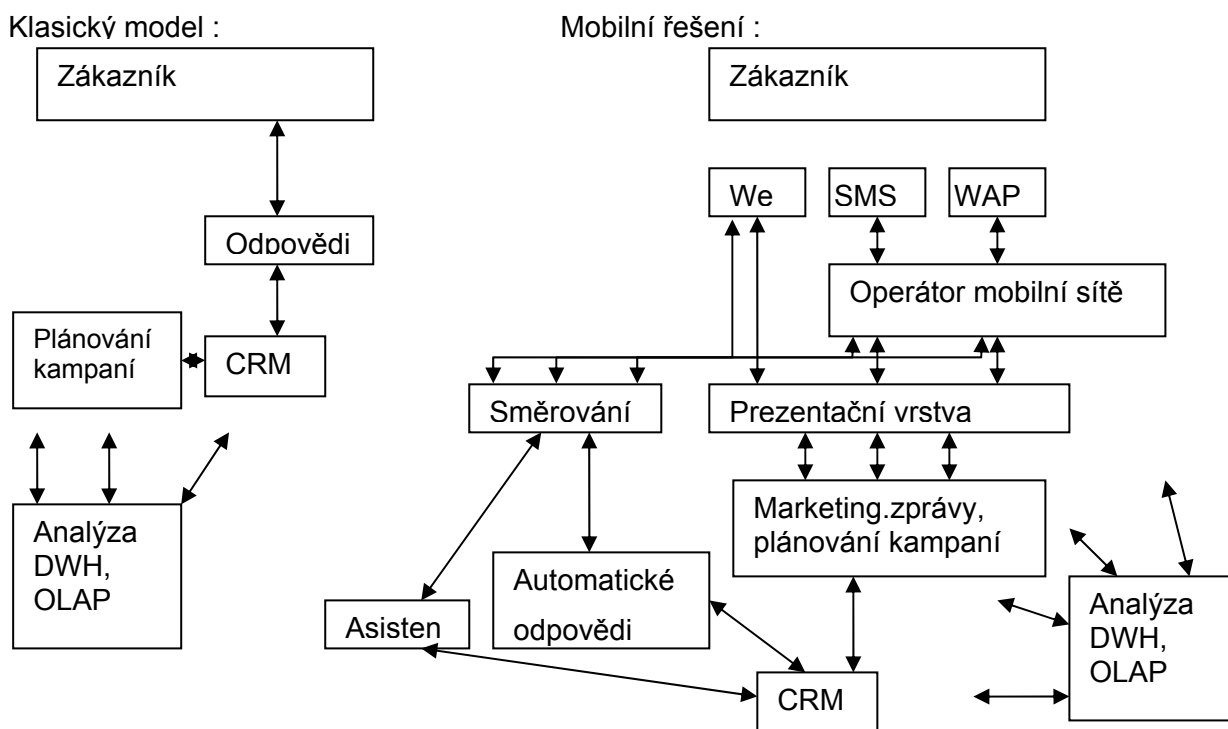 Klasický model :
Zákazník
Odpovědi
Plánování
kampaní
CRM
Analýza
DWH,
OLAP
Mobilní řešení :
Zákazník
We
SMS
WAP
Operátor mobilní sítě
Směrování
Prezentační vrstva
Marketing.zprávy,
plánování kampaní
Automatické
odpovědi
Asisten
CRM
Analýza
DWH,
OLAP